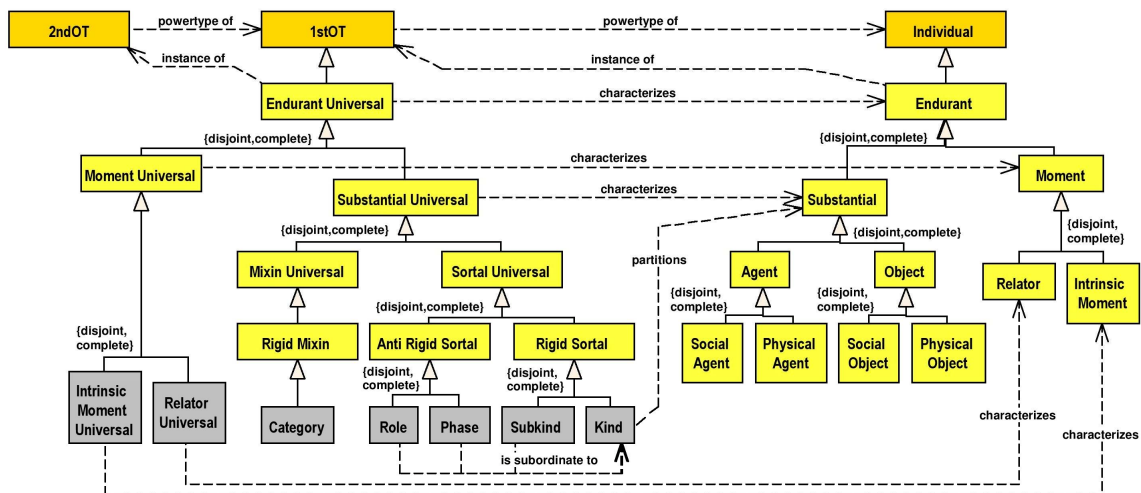 2ndOT
powertype of
1stOT
powertype of
Individual
instance of
instance of
Endurant Universal
characterizes
Endurant
{disjoint,complete}
{disjoint,complete}
Moment Universal
characterizes
Moment
Substantial Universal
characterizes
Substantial
{disjoint,complete}
{disjoint,complete}
{disjoint,
complete}
Mixin Universal
Sortal Universal
partitions
Agent
Object
Relator
Intrinsic
Moment
{disjoint,complete}
{disjoint,
complete}
{disjoint,
complete}
{disjoint,
complete}
Rigid Mixin
Anti Rigid Sortal
Rigid Sortal
Social
Agent
Physical
Agent
Social
Object
Physical
Object
{disjoint,
complete}
{disjoint,
complete}
Intrinsic
Moment
Universal
Relator
Universal
Category
Role
Phase
Subkind
Kind
characterizes
characterizes
is subordinate to